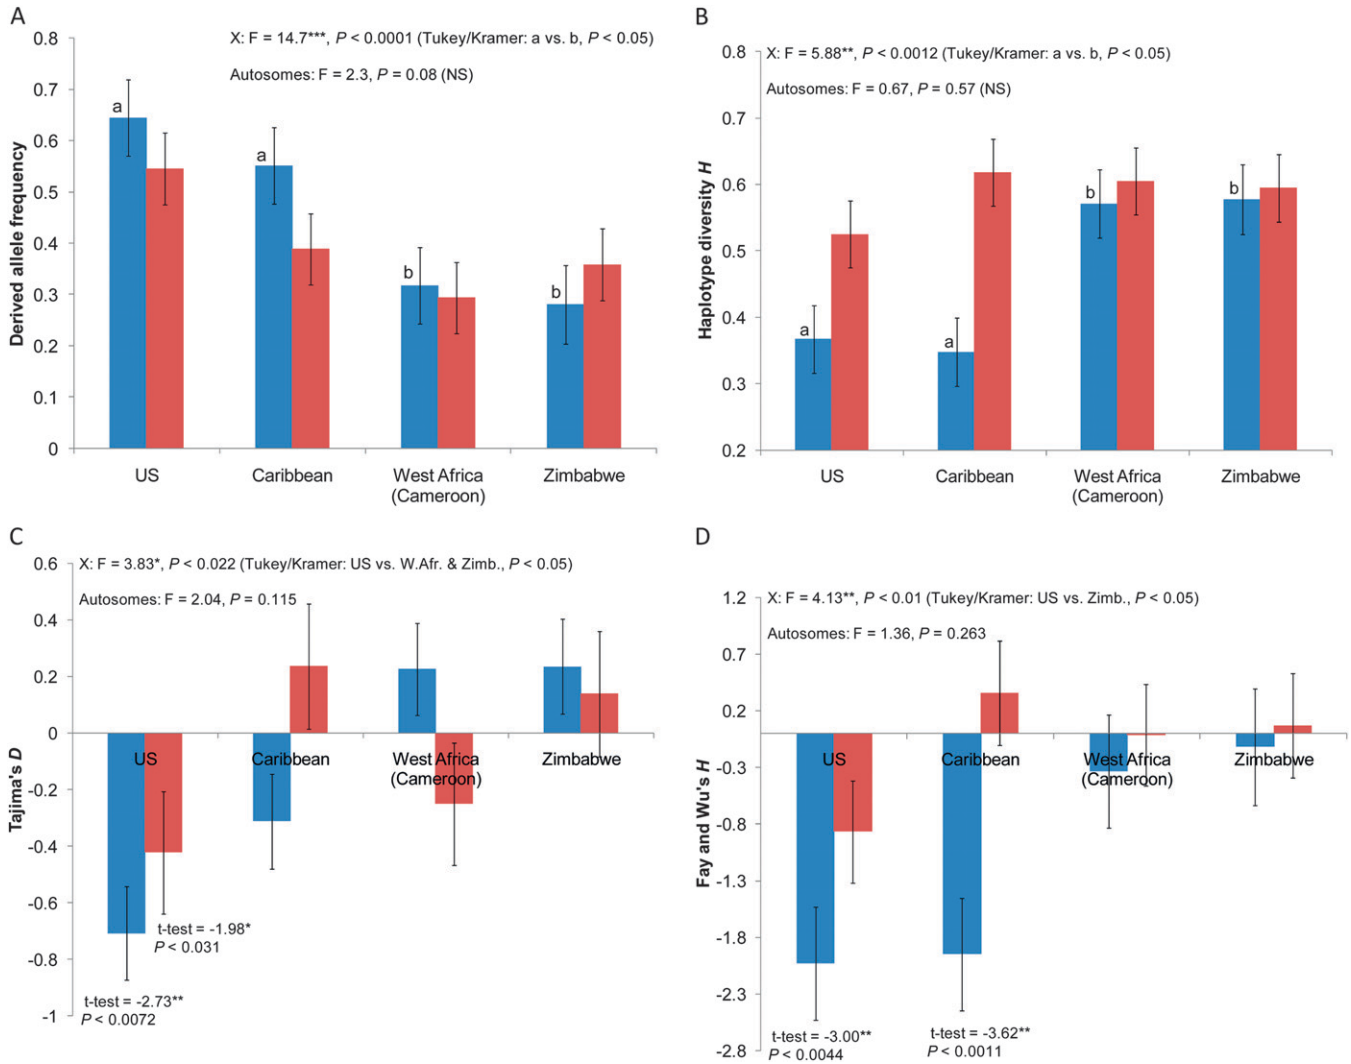 A
X: F = 14.7***, P < 0.0001 (Tukey/Kramer: a vs. b, P < 0.05)
Autosomes: F = 2.3, P = 0.08 (NS)
Derived allele frequency
0.8
0.7
0.6
0.5
0.4
0.3
0.2
0.1
0
a
a
b
b
US
Caribbean
West Africa
(Cameroon)
Zimbabwe
B
X: F = 5.88**, P < 0.0012 (Tukey/Kramer: a vs. b, P < 0.05)
Autosomes: F = 0.67, P = 0.57 (NS)
Haplotype diversity H
0.8
0.7
0.6
0.5
0.4
0.3
0.2
a
a
b
b
US
Caribbean
West Africa
(Cameroon)
Zimbabwe
C
X: F = 3.83*, P < 0.022 (Tukey/Kramer: US vs. W.Afr. & Zimb., P < 0.05)
Autosomes: F = 2.04, P = 0.115
Tajima's D
0.6
0.4
0.2
0
-0.2
-0.4
-0.6
-0.8
-1
US
Caribbean
West Africa
(Cameroon)
Zimbabwe
t-test = -1.98*
P < 0.031
t-test = -2.73**
P < 0.0072
D
X: F = 4.13**, P < 0.01 (Tukey/Kramer: US vs. Zimb., P < 0.05)
Autosomes: F = 1.36, P = 0.263
Fay and Wu's H
1.2
0.7
0.2
-0.3
-0.8
-1.3
-1.8
-2.3
-2.8
US
Caribbean
West Africa
(Cameroon)
Zimbabwe
t-test = -3.00**
P < 0.0044
t-test = -3.62**
P < 0.0011